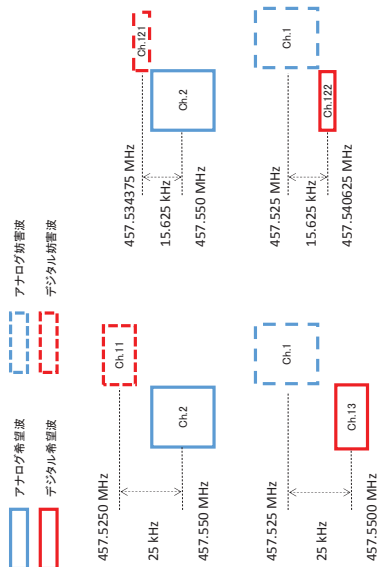 アナログ希望波
アナログ妨害波
デジタル希望波
デジタル妨害波
457.5250 MHz
Ch.11
25 kHz
457.550 MHz
Ch.2
457.534375 MHz
Ch.121
15.625 kHz
457.550 MHz
Ch.2
457.525 MHz
Ch.1
25 kHz
457.5500 MHz
Ch.13
457.525 MHz
Ch.1
15.625 kHz
457.540625 MHz
Ch.122